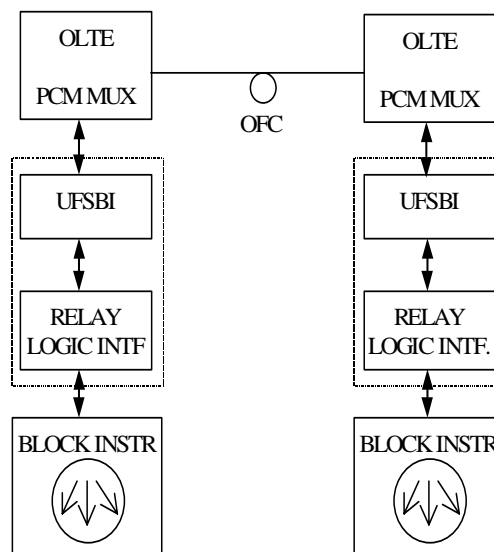 OLTE
PCM MUX
OLTE
PCM MUX
OFC
UFSBI
UFSBI
RELAY
LOGIC INTF
RELAY
LOGIC INTF.
BLOCK INSTR
BLOCK INSTR